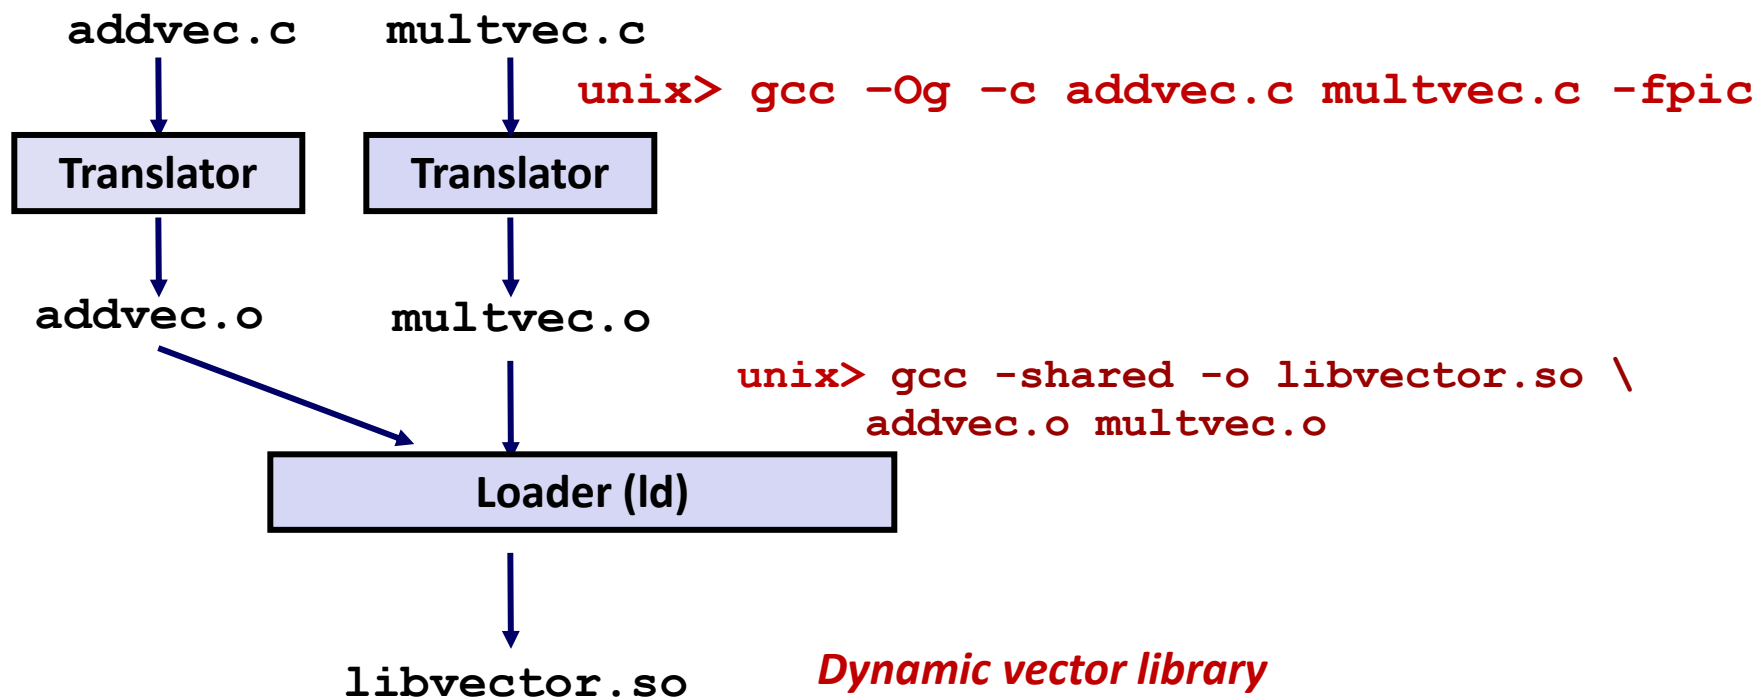 addvec.c multvec.c
unix> gcc –Og –c addvec.c multvec.c -fpic
Translator Translator
addvec.o multvec.o
unix> gcc -shared -o libvector.so \
addvec.o multvec.o
Loader (ld)
libvector.so Dynamic vector library